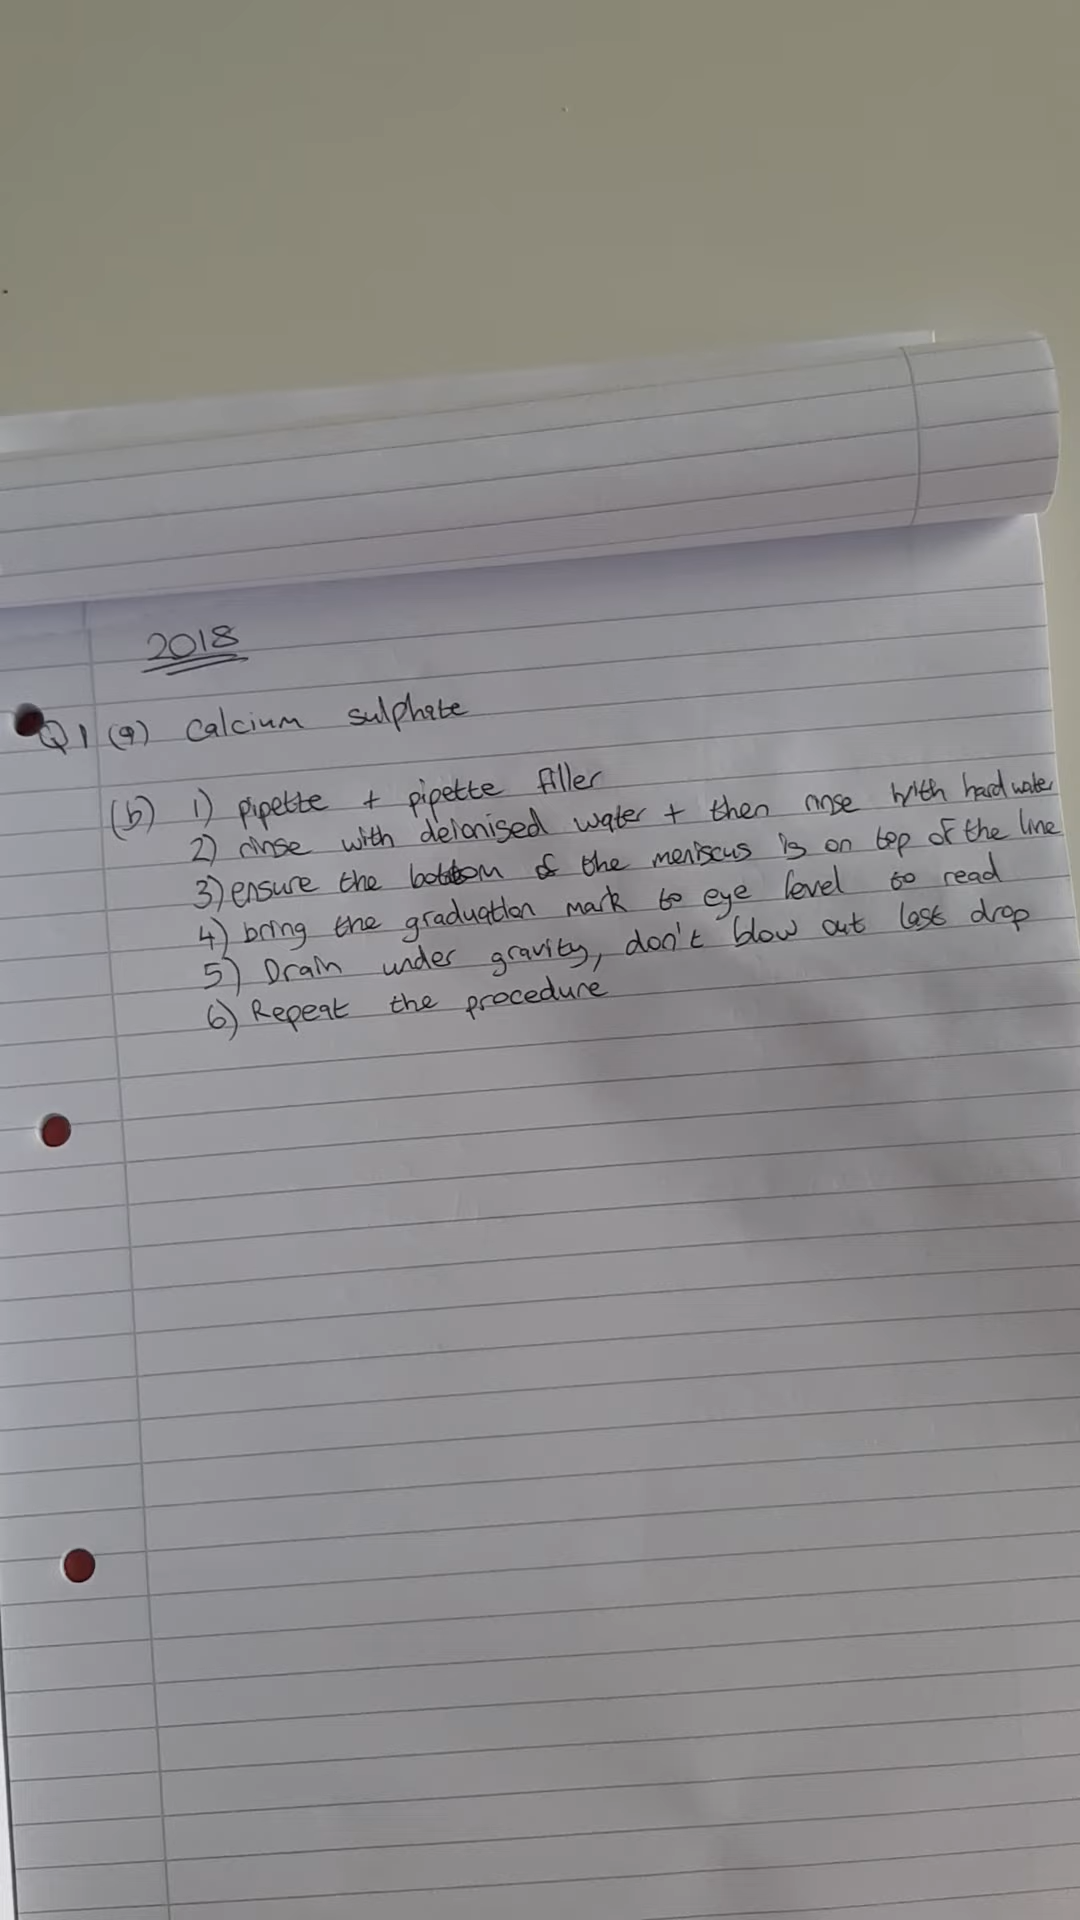 2018
Q1 (a) Calcium sulphate
(b) 1) pipette + pipette filler
2) rinse with deionised water + then rinse with hard water
3) ensure the bottom of the meniscus is on top of the line
4) bring the graduation mark to eye level to read
5) Drain under gravity, don't blow out last drop
6) Repeat the procedure